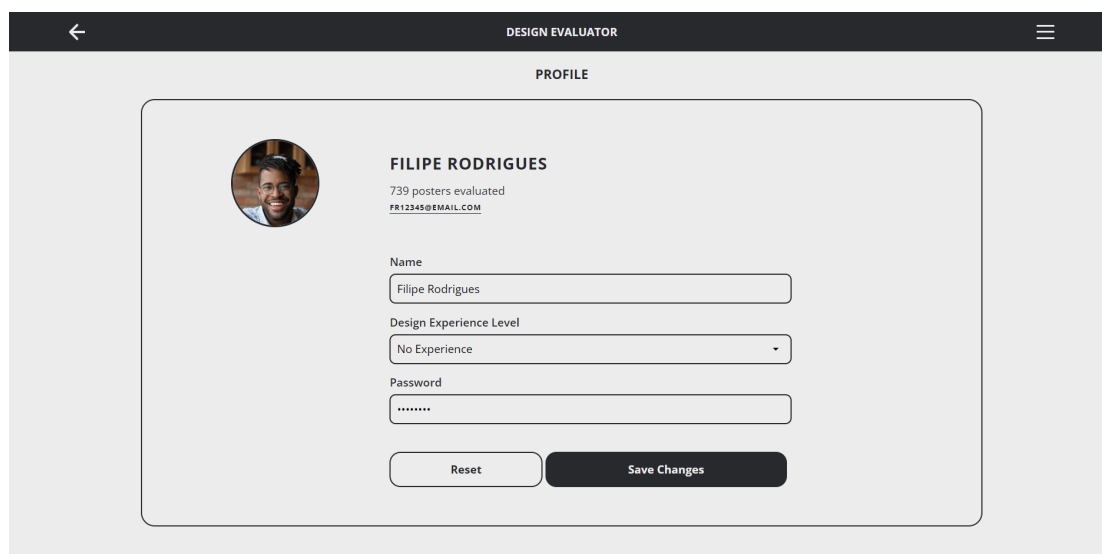 DESIGN EVALUATOR
PROFILE
FILIPE RODRIGUES
739 posters evaluated
FR12345@EMAIL.COM
Name
Filipe Rodrigues
Design Experience Level
No Experience
Password
••••••••
Reset
Save Changes